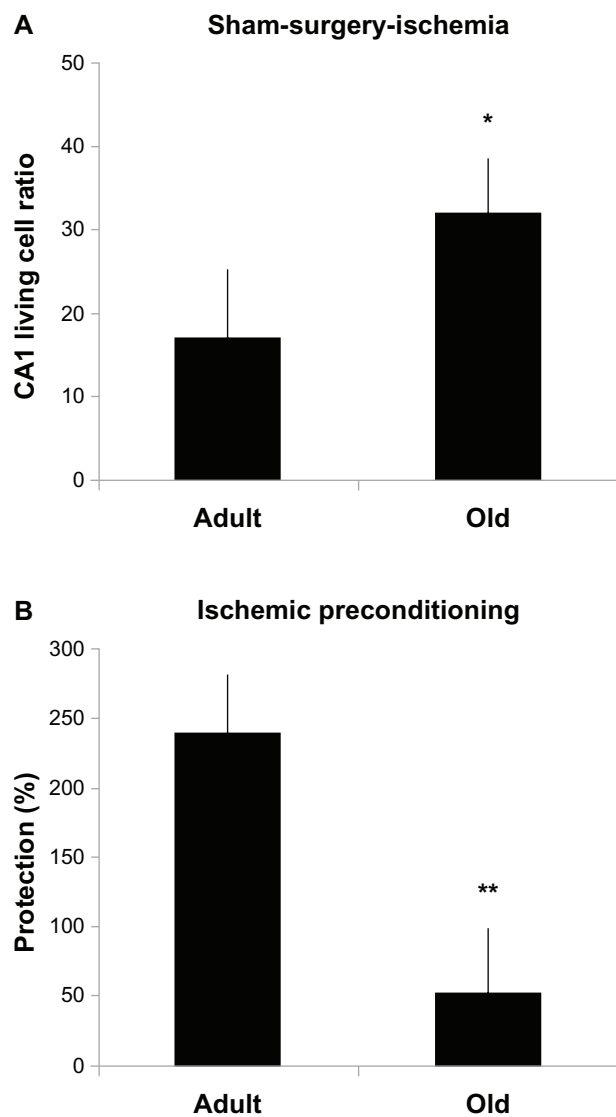 A
Sham-surgery-ischemia
CA1 living cell ratio
50
40
30
20
10
0
*
Adult
Old
B
Ischemic preconditioning
Protection (%)
300
250
200
150
100
50
0
**
Adult
Old